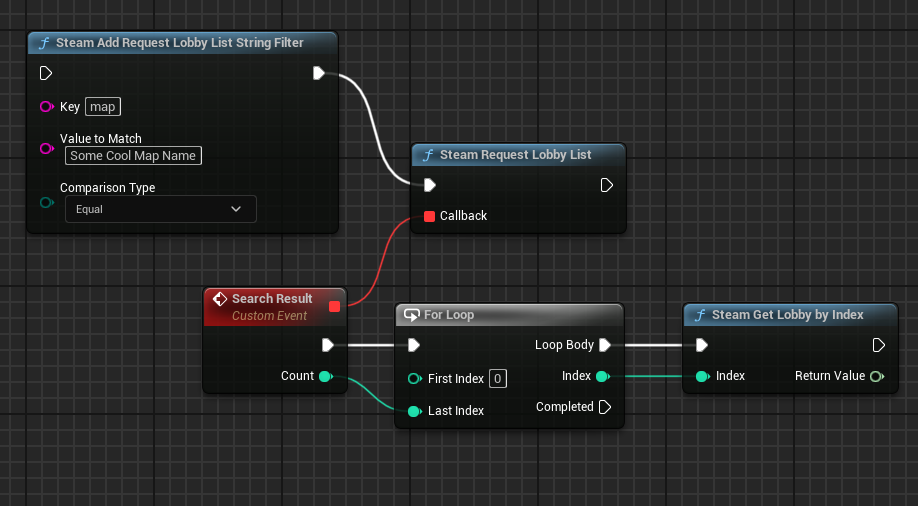 Steam Add Request Lobby List String Filter
Key map
Value to Match
Some Cool Map Name
Comparison Type
Equal
Steam Request Lobby List
Callback
Search Result
Custom Event
Count
For Loop
Loop Body
First Index 0
Index
Last Index
Completed
Steam Get Lobby by Index
Index
Return Value